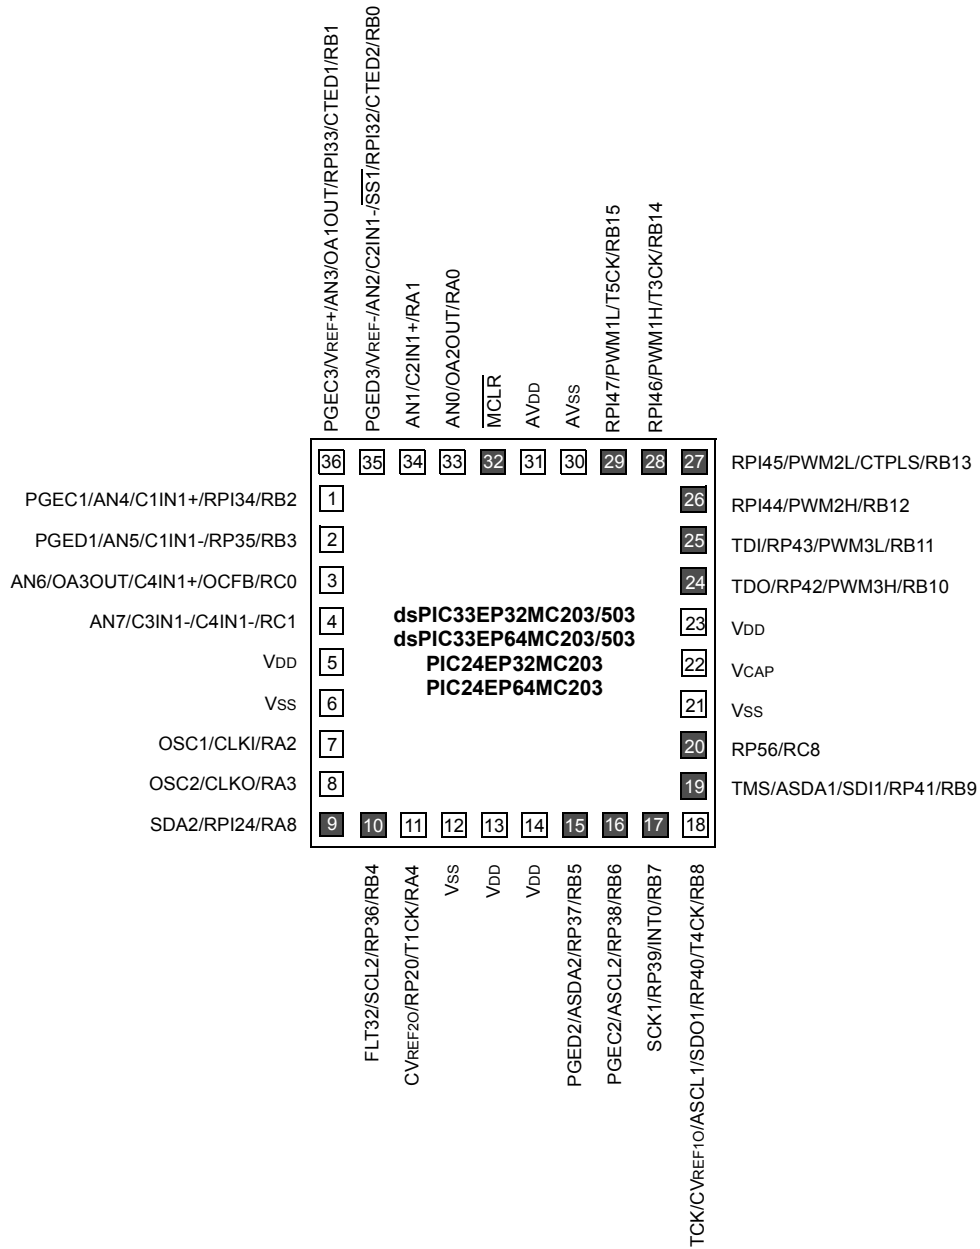 PGEC3/VREF+/AN3/OA1OUT/RPI33/CTED1/RB1
PGED3/VREF-/AN2/C2IN1-/SS1/RPI32/CTED2/RB0
AN1/C2IN1+/RA1
AN0/OA2OUT/RA0
MCLR
AVDD
AVSS
RPI47/PWM1L/T5CK/RB15
RPI46/PWM1H/T3CK/RB14
36 35 34 33 32 31 30 29 28 27 RPI45/PWM2L/CTPLS/RB13
PGEC1/AN4/C1IN1+/RPI34/RB2 1
26 RPI44/PWM2H/RB12
PGED1/AN5/C1IN1-/RP35/RB3 2
25 TDI/RP43/PWM3L/RB11
AN6/OA3OUT/C4IN1+/OCFB/RC0 3
24 TDO/RP42/PWM3H/RB10
AN7/C3IN1-/C4IN1-/RC1 4
dsPIC33EP32MC203/503
dsPIC33EP64MC203/503
PIC24EP32MC203
PIC24EP64MC203
23 VDD
VDD 5
22 VCAP
VSS 6
21 VSS
OSC1/CLKI/RA2 7
20 RP56/RC8
OSC2/CLKO/RA3 8
19 TMS/ASDA1/SDI1/RP41/RB9
SDA2/RPI24/RA8 9 10 11 12 13 14 15 16 17 18
FLT32/SCL2/RP36/RB4
CVREF2O/RP20/T1CK/RA4
VSS
VDD
VDD
PGED2/ASDA2/RP37/RB5
PGEC2/ASCL2/RP38/RB6
SCK1/RP39/INT0/RB7
TCK/CVREF1O/ASCL1/SDO1/RP40/T4CK/RB8